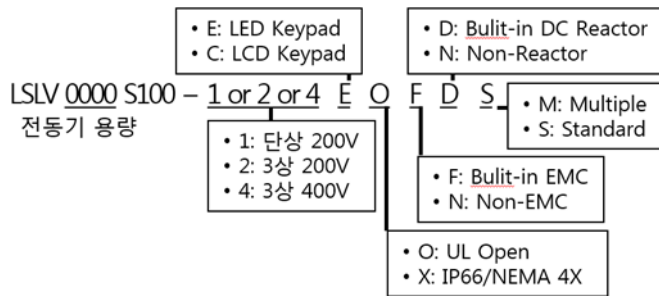 • E: LED Keypad
• C: LCD Keypad
• D: Bulit-in DC Reactor
• N: Non-Reactor
LSLV 0000 S100 – 1 or 2 or 4 E O F D S
전동기 용량
• 1: 단상 200V
• 2: 3상 200V
• 4: 3상 400V
• M: Multiple
• S: Standard
• F: Bulit-in EMC
• N: Non-EMC
• O: UL Open
• X: IP66/NEMA 4X